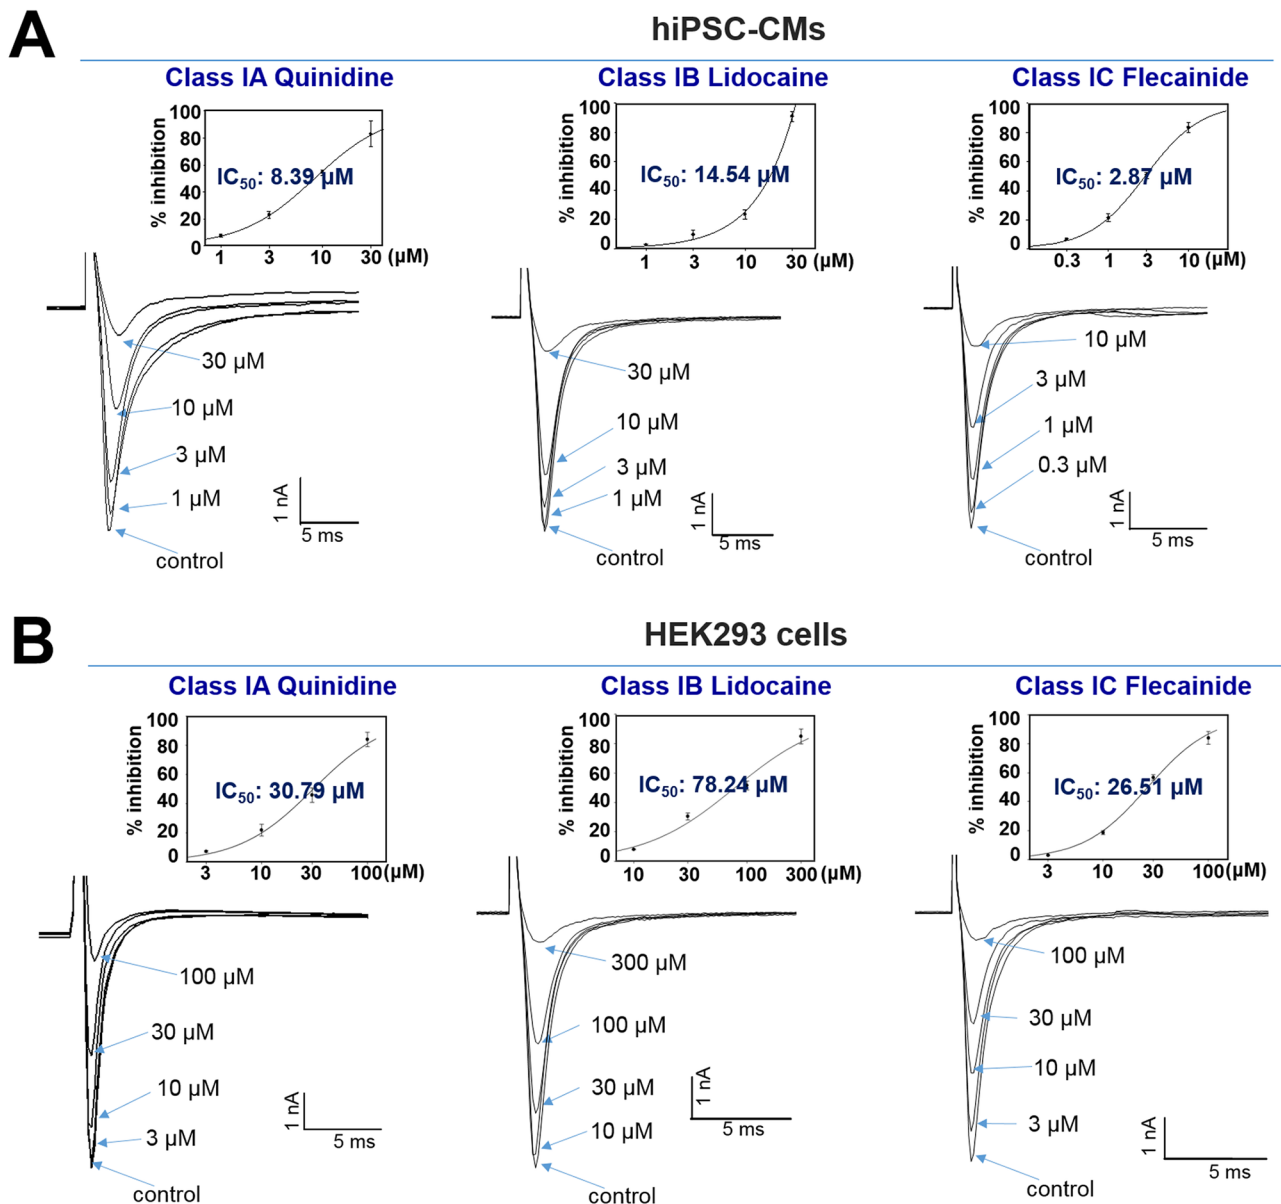 A
hiPSC-CMs
Class IA Quinidine
Class IB Lidocaine
Class IC Flecainide
% inhibition
100
80
60
40
20
0
IC50: 8.39 µM
1 3 10 30 (µM)
% inhibition
100
80
60
40
20
0
IC50: 14.54 µM
1 3 10 30 (µM)
% inhibition
100
80
60
40
20
0
IC50: 2.87 µM
0.3 1 3 10 (µM)
30 µM
10 µM
3 µM
1 µM
control
1 nA
5 ms
30 µM
10 µM
3 µM
1 µM
control
1 nA
5 ms
10 µM
3 µM
1 µM
0.3 µM
control
1 nA
5 ms
B
HEK293 cells
Class IA Quinidine
Class IB Lidocaine
Class IC Flecainide
% inhibition
100
80
60
40
20
0
IC50: 30.79 µM
3 10 30 100 (µM)
% inhibition
100
80
60
40
20
0
IC50: 78.24 µM
10 30 100 300 (µM)
% inhibition
100
80
60
40
20
0
IC50: 26.51 µM
3 10 30 100 (µM)
100 µM
30 µM
10 µM
3 µM
control
1 nA
5 ms
300 µM
100 µM
30 µM
10 µM
control
1 nA
5 ms
100 µM
30 µM
10 µM
3 µM
control
1 nA
5 ms